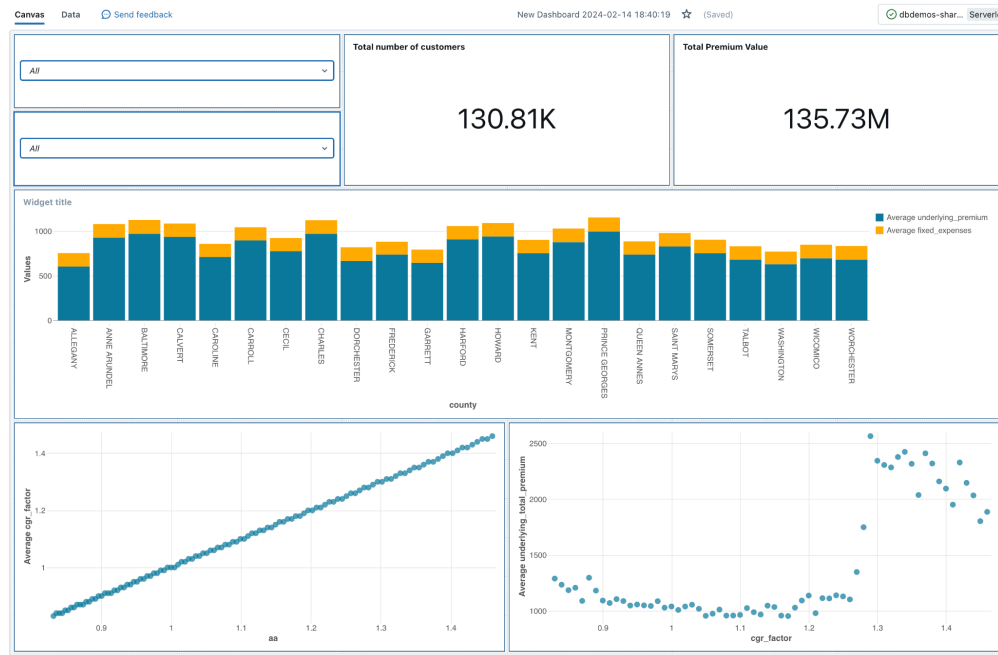 Canvas Data Send feedback New Dashboard 2024-02-14 18:40:19 (Saved) dbdemos-shar... Serverle
All
All
Total number of customers
130.81K
Total Premium Value
135.73M
Widget title
Values
1000
500
0
ALLEGANY
ANNE ARUNDEL
BALTIMORE
CALVERT
CAROLINE
CARROLL
CECIL
CHARLES
DORCHESTER
FREDERICK
GARRETT
HARFORD
HOWARD
KENT
MONTGOMERY
PRINCE GEORGES
QUEEN ANNES
SAINT MARYS
SOMERSET
TALBOT
WASHINGTON
WICOMICO
WORCHESTER
county
Average underlying_premium
Average fixed_expenses
Average cgr_factor
1.4
1.2
1
0.9 1 1.1 1.2 1.3 1.4
aa
Average underlying_total_premium
2500
2000
1500
1000
0.9 1 1.1 1.2 1.3 1.4
cgr_factor